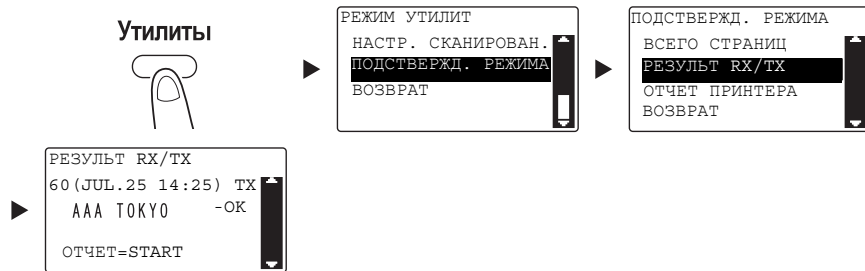 Утилиты
РЕЖИМ УТИЛИТ
НАСТР. СКАНИРОВАН.
ПОДСТВЕРЖД. РЕЖИМА
ВОЗВРАТ
ПОДСТВЕРЖД. РЕЖИМА
ВСЕГО СТРАНИЦ
РЕЗУЛЬТ RX/TX
ОТЧЕТ ПРИНТЕРА
ВОЗВРАТ
РЕЗУЛЬТ RX/TX
60(JUL.25 14:25) TX
AAA TOKYO -OK
ОТЧЕТ=START